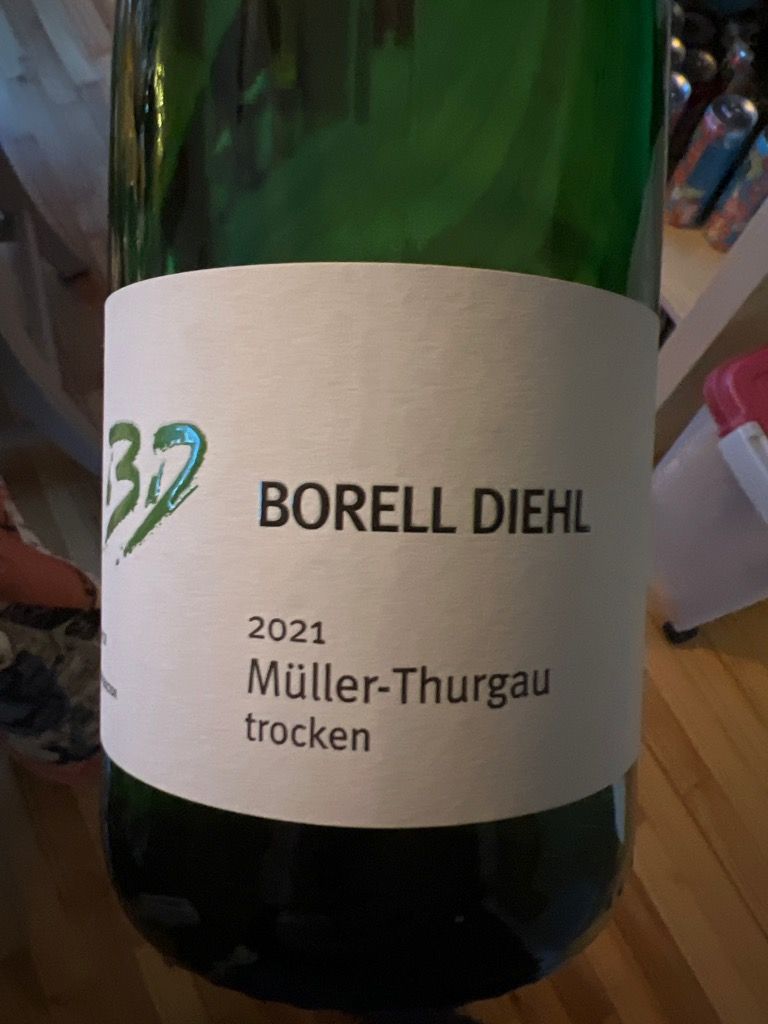 BD
BORELL DIEHL
2021
Müller-Thurgau
trocken